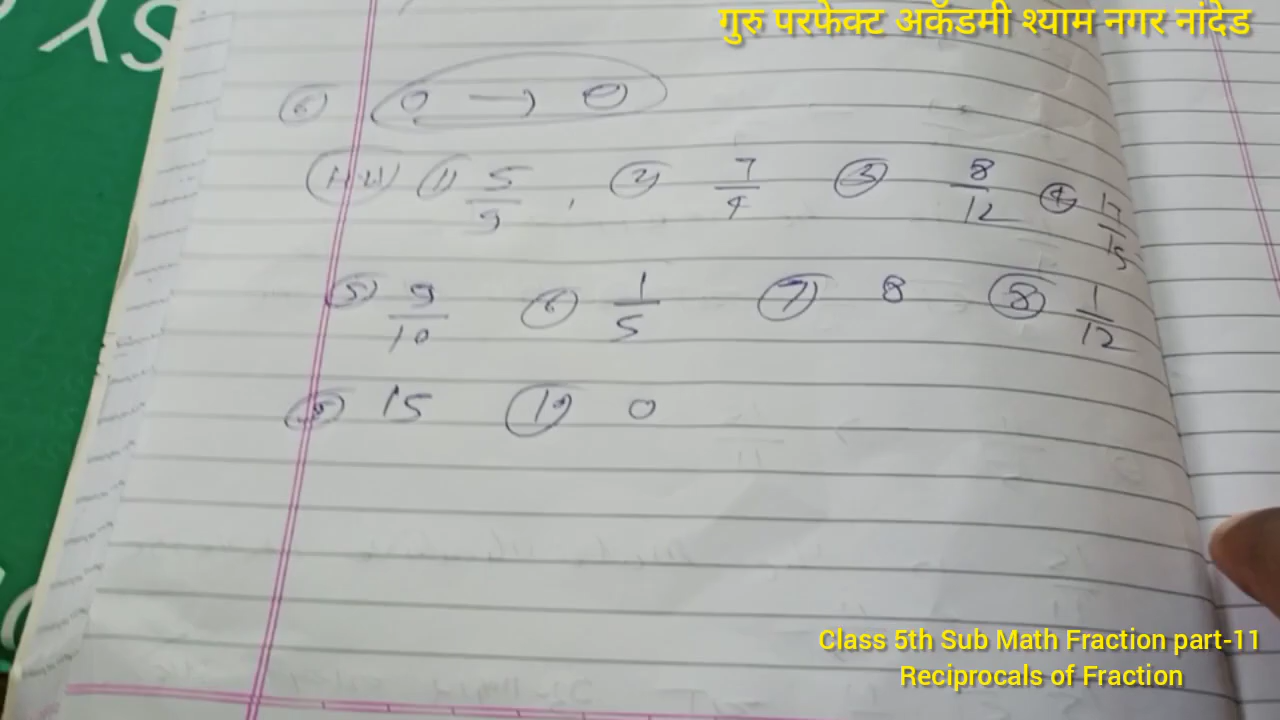 गुरु परफेक्ट अकॅडमी श्याम नगर नांदेड
6 0 → 0
1 5/9 , 2 7/4 3 8/12 4 17/15
5 9/10 6 1/5 7 8 8 1/12
9 15 10 0
Class 5th Sub Math Fraction part-11
Reciprocals of Fraction